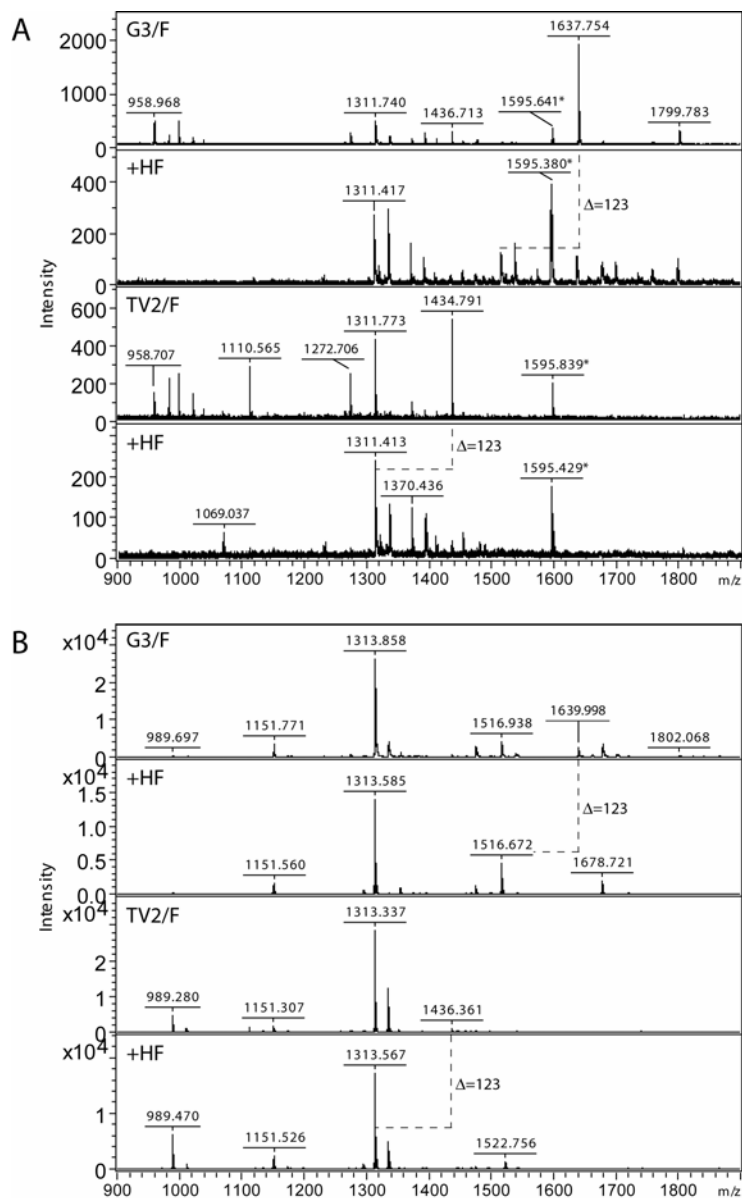 A
G3/F
1637.754
2000
1000
0
958.968
1311.740
1436.713
1595.641*
1799.783
+HF
1595.380*
400
200
0
1311.417
Δ=123
Intensity
TV2/F
1434.791
600
400
200
0
958.707
1110.565
1272.706
1311.773
1595.839*
+HF
1311.413
Δ=123
1595.429*
200
100
0
1069.037
1370.436
900 1000 1100 1200 1300 1400 1500 1600 1700 1800 m/z
B
x10⁴
G3/F
1313.858
2
1
0
989.697
1151.771
1516.938
1639.998
1802.068
x10⁴
+HF
1313.585
Δ=123
1.5
1.0
0.5
0.0
1151.560
1516.672
1678.721
Intensity
x10⁴
TV2/F
1313.337
2
1
0
989.280
1151.307
1436.361
x10⁴
+HF
1313.567
Δ=123
1
0
989.470
1151.526
1522.756
900 1000 1100 1200 1300 1400 1500 1600 1700 1800 m/z